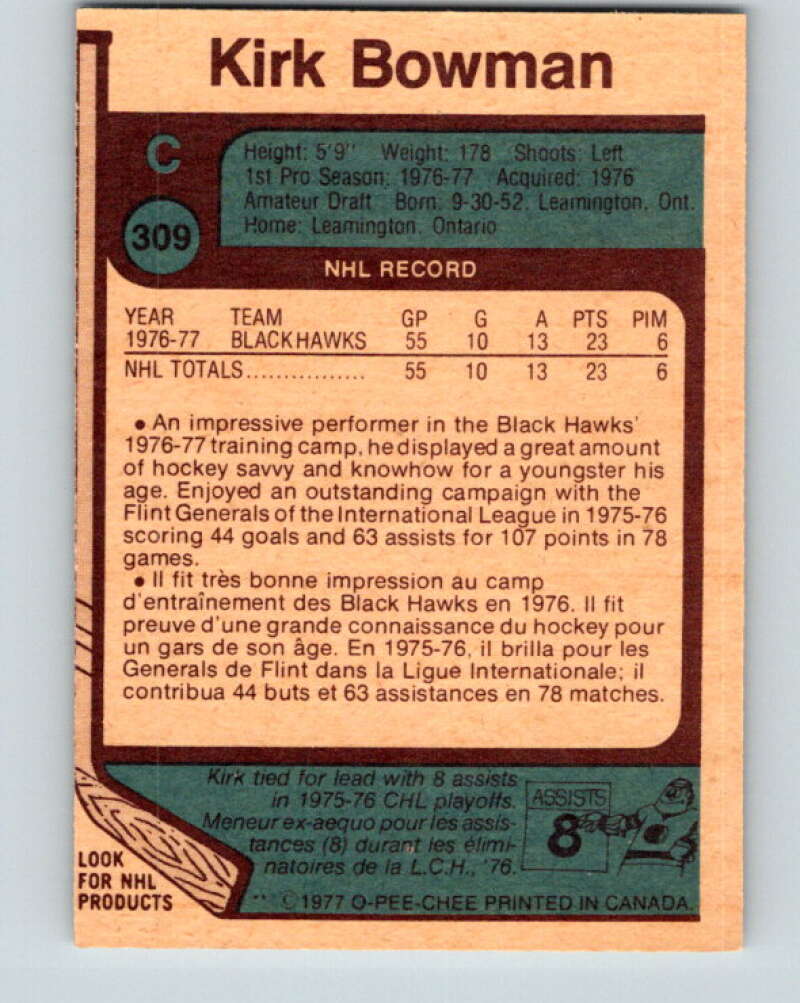 Kirk Bowman
C
309
Height: 5'9" Weight: 178 Shoots: Left
1st Pro Season: 1976-77 Acquired: 1976
Amateur Draft Born: 9-30-52, Leamington, Ont.
Home: Leamington, Ontario
NHL RECORD
YEAR TEAM GP G A PTS PIM
1976-77 BLACK HAWKS 55 10 13 23 6
NHL TOTALS................ 55 10 13 23 6
● An impressive performer in the Black Hawks'
1976-77 training camp, he displayed a great amount
of hockey savvy and knowhow for a youngster his
age. Enjoyed an outstanding campaign with the
Flint Generals of the International League in 1975-76
scoring 44 goals and 63 assists for 107 points in 78
games.
● Il fit très bonne impression au camp
d'entraînement des Black Hawks en 1976. Il fit
preuve d'une grande connaissance du hockey pour
un gars de son âge. En 1975-76, il brilla pour les
Generals de Flint dans la Ligue Internationale; il
contribua 44 buts et 63 assistances en 78 matches.
Kirk tied for lead with 8 assists
in 1975-76 CHL playoffs.
Meneur ex-aequo pour les assis-
tances (8) durant les élimi-
natoires de la L.C.H., '76.
ASSISTS
8
LOOK
FOR NHL
PRODUCTS
** ©1977 O-PEE-CHEE PRINTED IN CANADA.